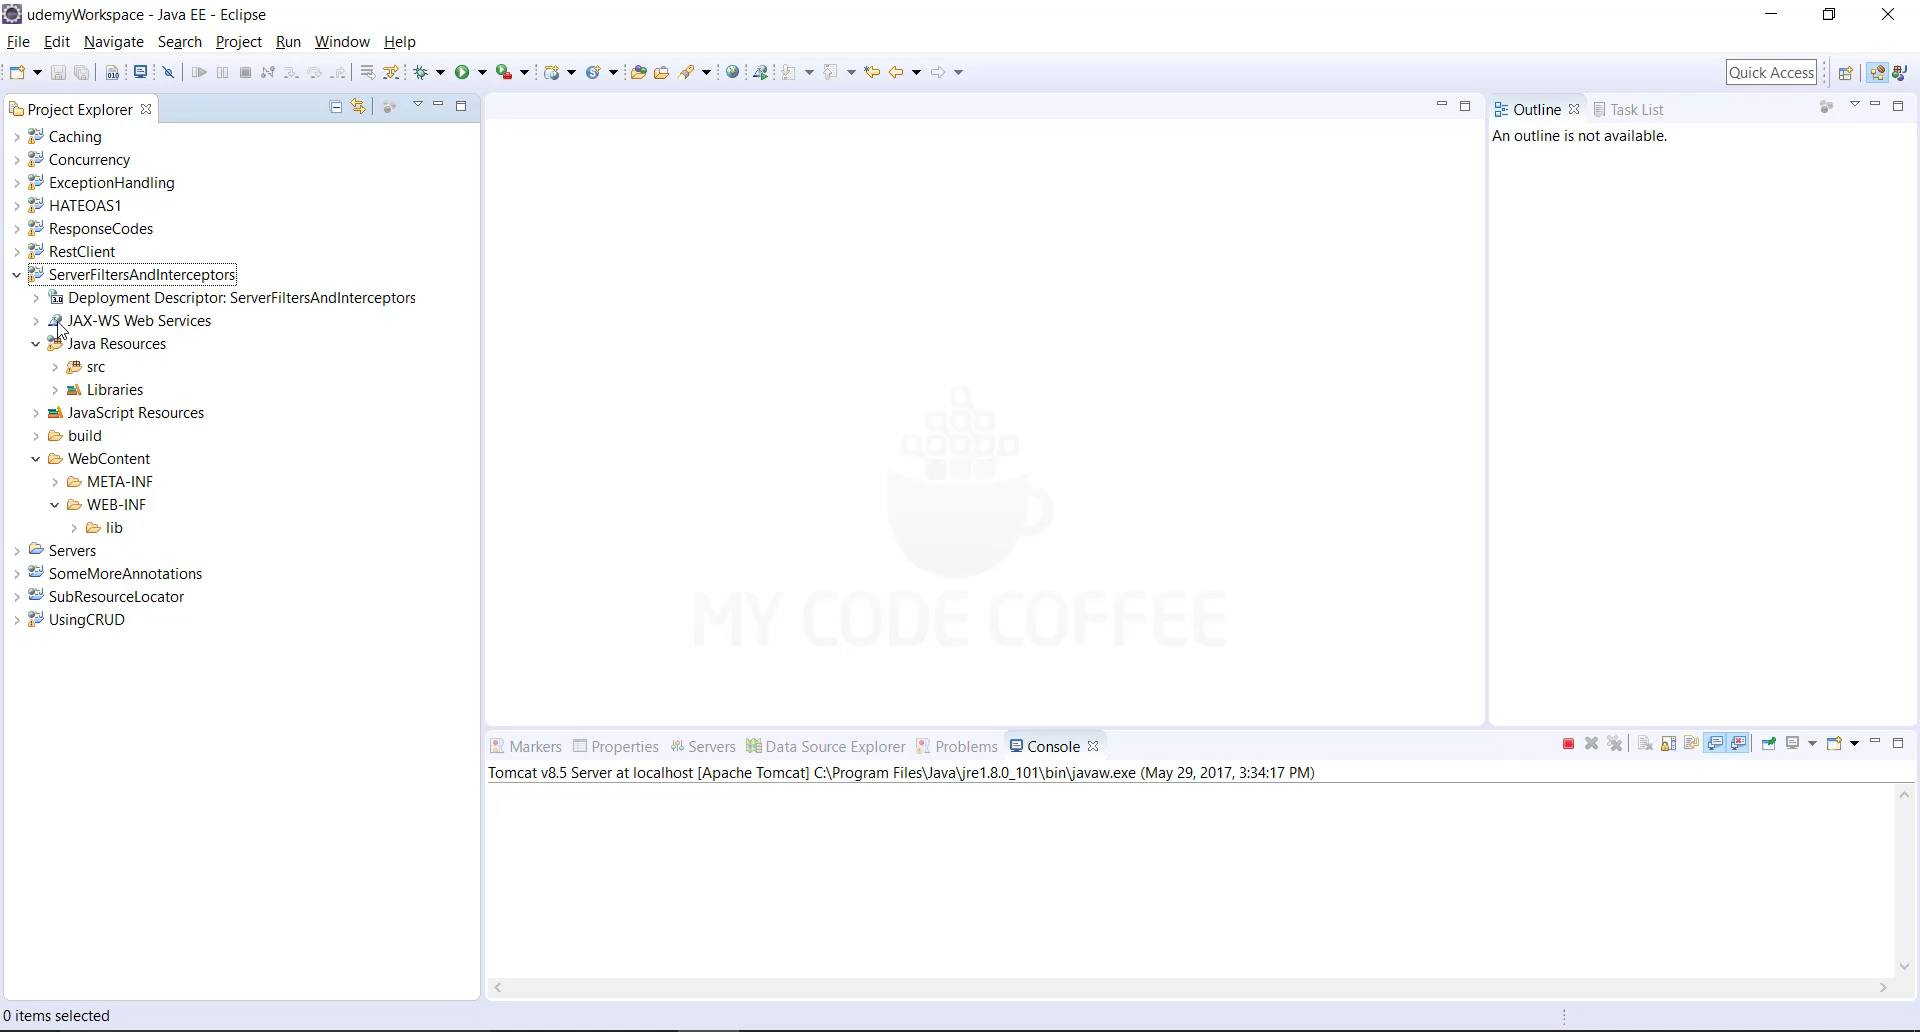 udemyWorkspace - Java EE - Eclipse
File Edit Navigate Search Project Run Window Help
Quick Access
Project Explorer
Outline Task List
An outline is not available.
Caching
Concurrency
ExceptionHandling
HATEOAS1
ResponseCodes
RestClient
ServerFiltersAndInterceptors
Deployment Descriptor: ServerFiltersAndInterceptors
JAX-WS Web Services
Java Resources
src
Libraries
JavaScript Resources
build
WebContent
META-INF
WEB-INF
lib
Servers
SomeMoreAnnotations
SubResourceLocator
UsingCRUD
MY CODE COFFEE
Markers Properties Servers Data Source Explorer Problems Console
Tomcat v8.5 Server at localhost [Apache Tomcat] C:\Program Files\Java\jre1.8.0_101\bin\javaw.exe (May 29, 2017, 3:34:17 PM)
0 items selected